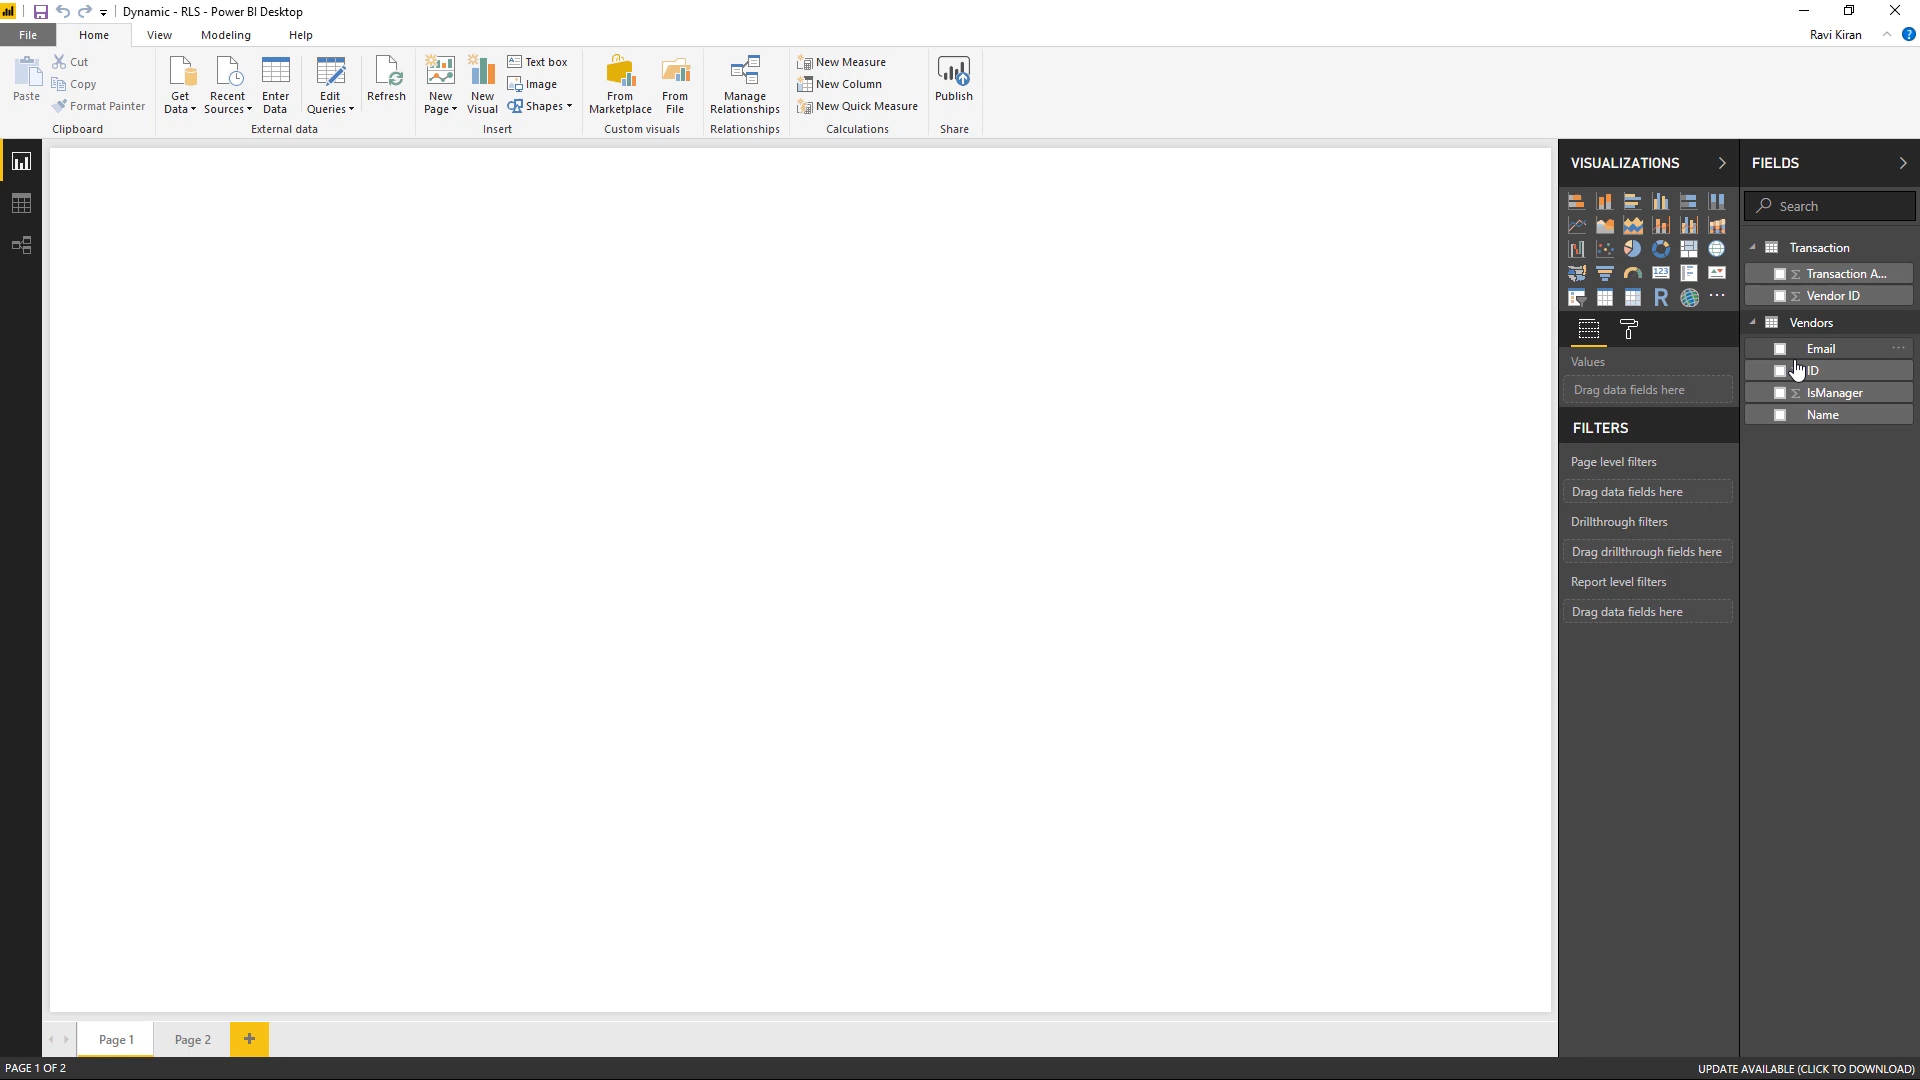 Dynamic - RLS - Power BI Desktop
File Home View Modeling Help Ravi Kiran ?
Paste
Cut
Copy
Format Painter
Clipboard
Get Data
Recent Sources
Enter Data
Edit Queries
Refresh
External data
New Page
New Visual
Text box
Image
Shapes
Insert
From Marketplace
From File
Custom visuals
Manage Relationships
Relationships
New Measure
New Column
New Quick Measure
Calculations
Publish
Share
VISUALIZATIONS
123
R
Values
Drag data fields here
FILTERS
Page level filters
Drag data fields here
Drillthrough filters
Drag drillthrough fields here
Report level filters
Drag data fields here
FIELDS
Search
Transaction
Σ Transaction A...
Σ Vendor ID
Vendors
Email
ID
Σ IsManager
Name
Page 1 Page 2 +
PAGE 1 OF 2
UPDATE AVAILABLE (CLICK TO DOWNLOAD)